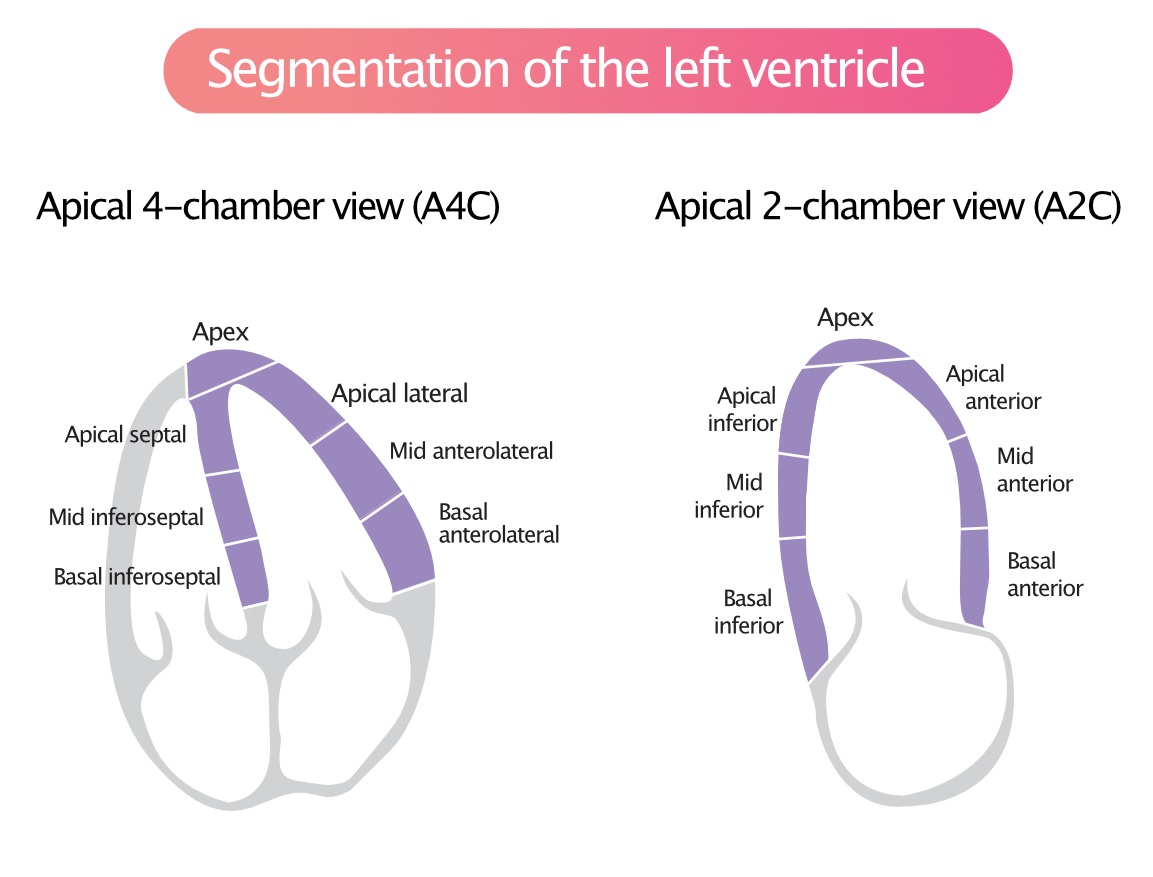 Segmentation of the left ventricle
Apical 4–chamber view (A4C)
Apex
Apical lateral
Apical septal
Mid anterolateral
Mid inferoseptal
Basal
anterolateral
Basal inferoseptal
Apical 2–chamber view (A2C)
Apex
Apical
anterior
Apical
inferior
Mid
anterior
Mid
inferior
Basal
anterior
Basal
inferior